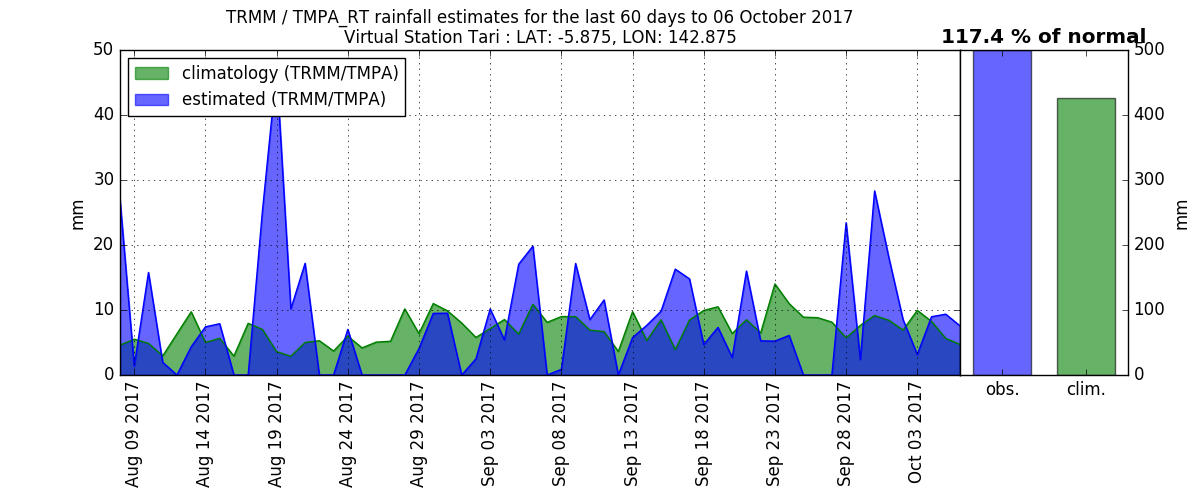 TRMM / TMPA_RT rainfall estimates for the last 60 days to 06 October 2017
Virtual Station Tari : LAT: -5.875, LON: 142.875
117.4 % of normal
climatology (TRMM/TMPA)
estimated (TRMM/TMPA)
50
40
30
20
10
0
mm
500
400
300
200
100
0
mm
obs.
clim.
Aug 09 2017
Aug 14 2017
Aug 19 2017
Aug 24 2017
Aug 29 2017
Sep 03 2017
Sep 08 2017
Sep 13 2017
Sep 18 2017
Sep 23 2017
Sep 28 2017
Oct 03 2017